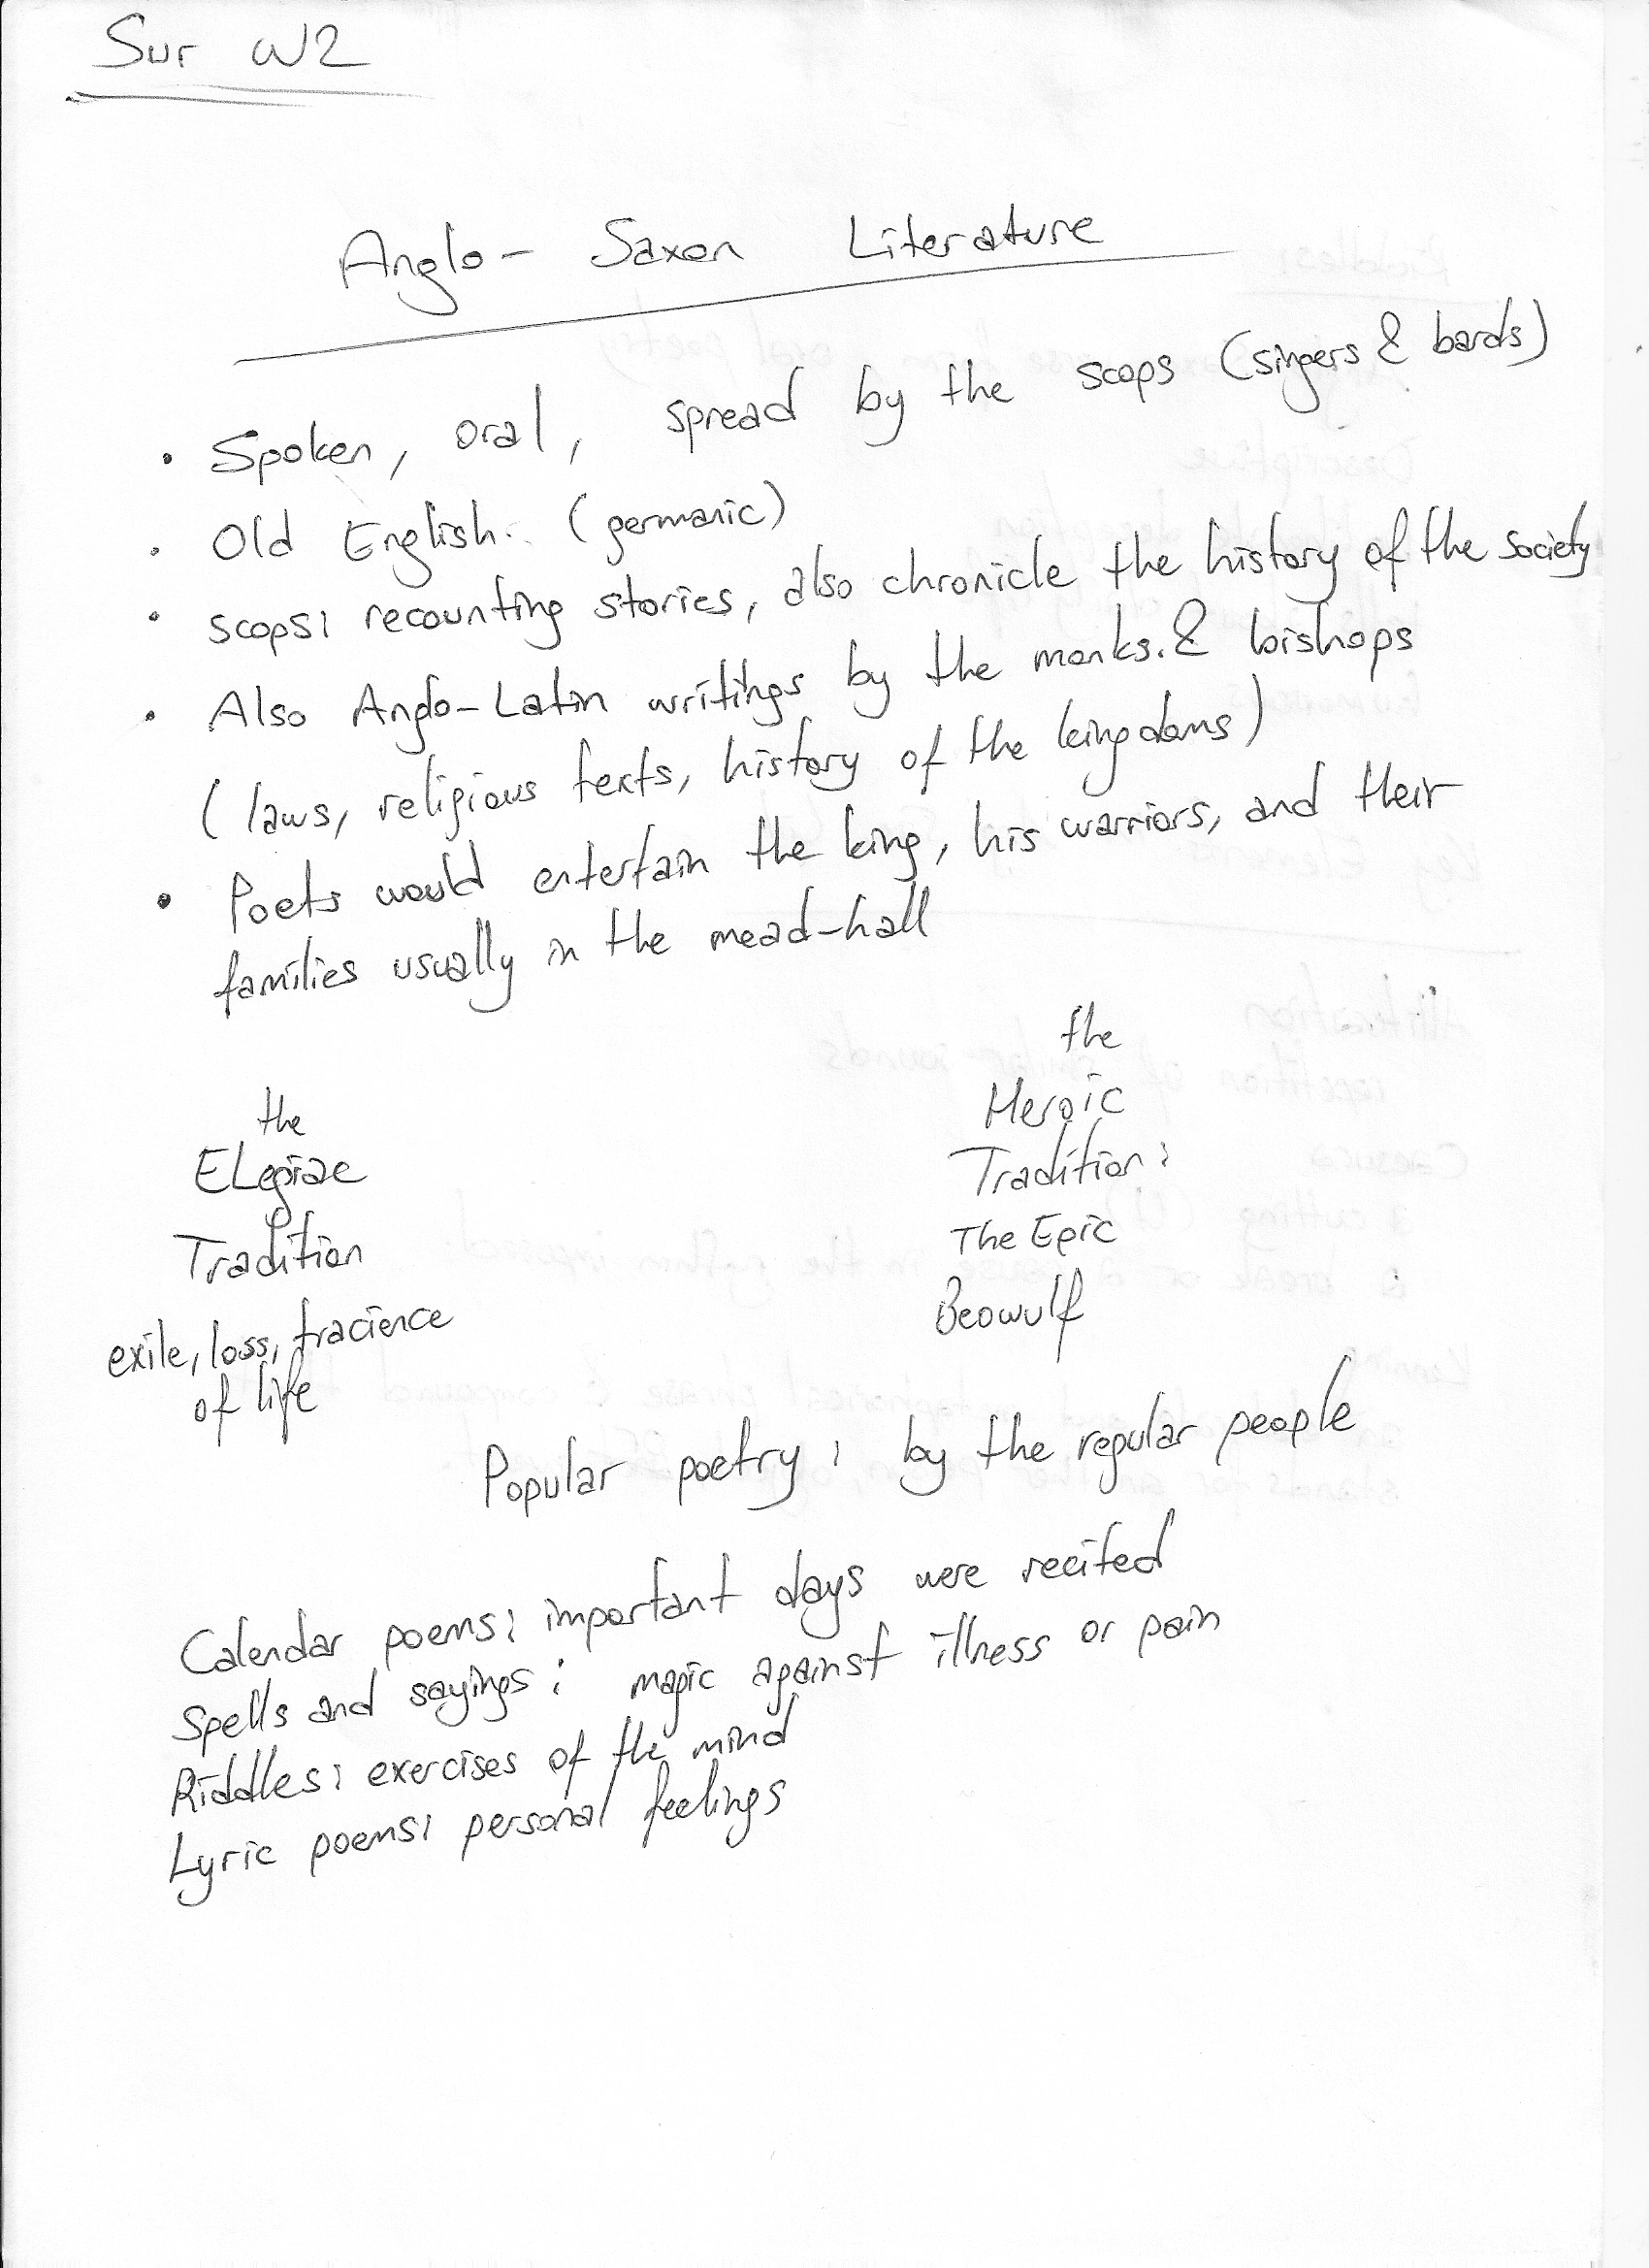 Sur W2
Anglo-Saxon Literature
• Spoken, oral, spread by the scops (singers & bards)
• Old English. (germanic)
• scops: recounting stories, also chronicle the history of the society
• Also Anglo-Latin writings by the monks. & bishops
(laws, religious texts, history of the kingdoms)
• Poets would entertain the king, his warriors, and their
families usually in the mead-hall
the
Tradition
exile, loss, tracience
of life
the
Heroic
Tradition:
The Epic
Beowulf
Popular poetry: by the regular people
Calendar poems: important days were recited
Spells and sayings: magic against illness or pain
Riddles: exercises of the mind
Lyric poems: personal feelings